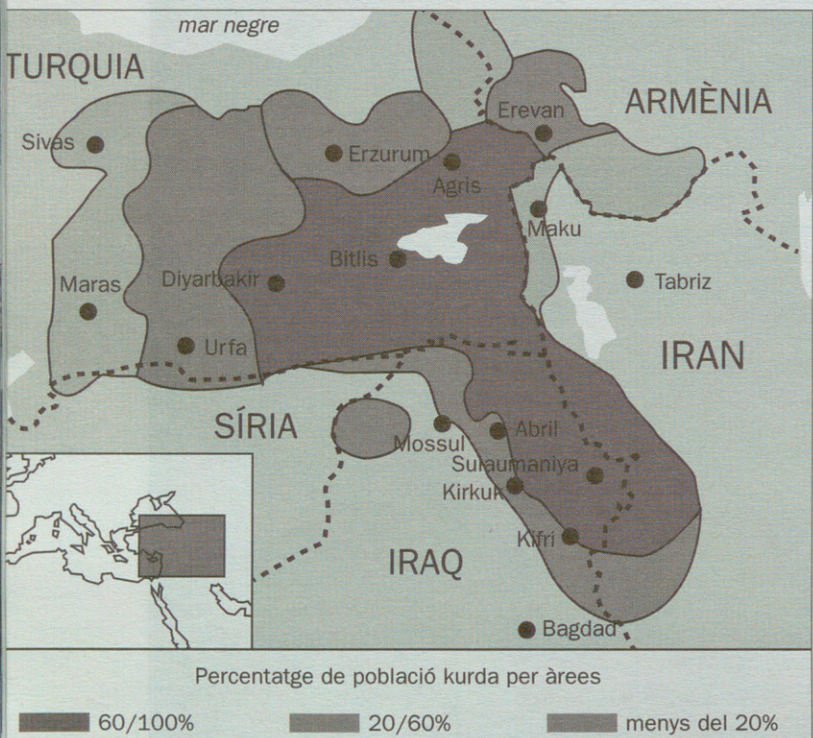 mar negre
TURQUIA
Erevan
ARMÈNIA
Sivas
Erzurum
Agris
Maku
Bitlis
Maras
Diyarbakir
Tabriz
Urfa
IRAN
SÍRIA
Abril
Mossul
Sulaumaniya
Kirkuk
Kifri
IRAQ
Bagdad
Percentatge de població kurda per àrees
60/100%
20/60%
menys del 20%